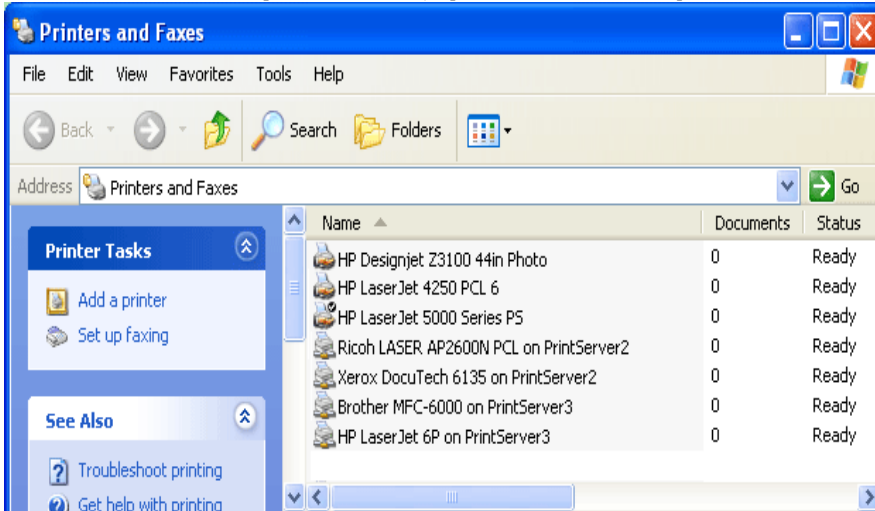 Printers and Faxes
File Edit View Favorites Tools Help
Back Search Folders
Address Printers and Faxes Go
Name Documents Status
Printer Tasks
Add a printer
Set up faxing
HP Designjet Z3100 44in Photo 0 Ready
HP LaserJet 4250 PCL 6 0 Ready
HP LaserJet 5000 Series PS 0 Ready
Ricoh LASER AP2600N PCL on PrintServer2 0 Ready
Xerox DocuTech 6135 on PrintServer2 0 Ready
Brother MFC-6000 on PrintServer3 0 Ready
HP LaserJet 6P on PrintServer3 0 Ready
See Also
Troubleshoot printing
Get help with printing